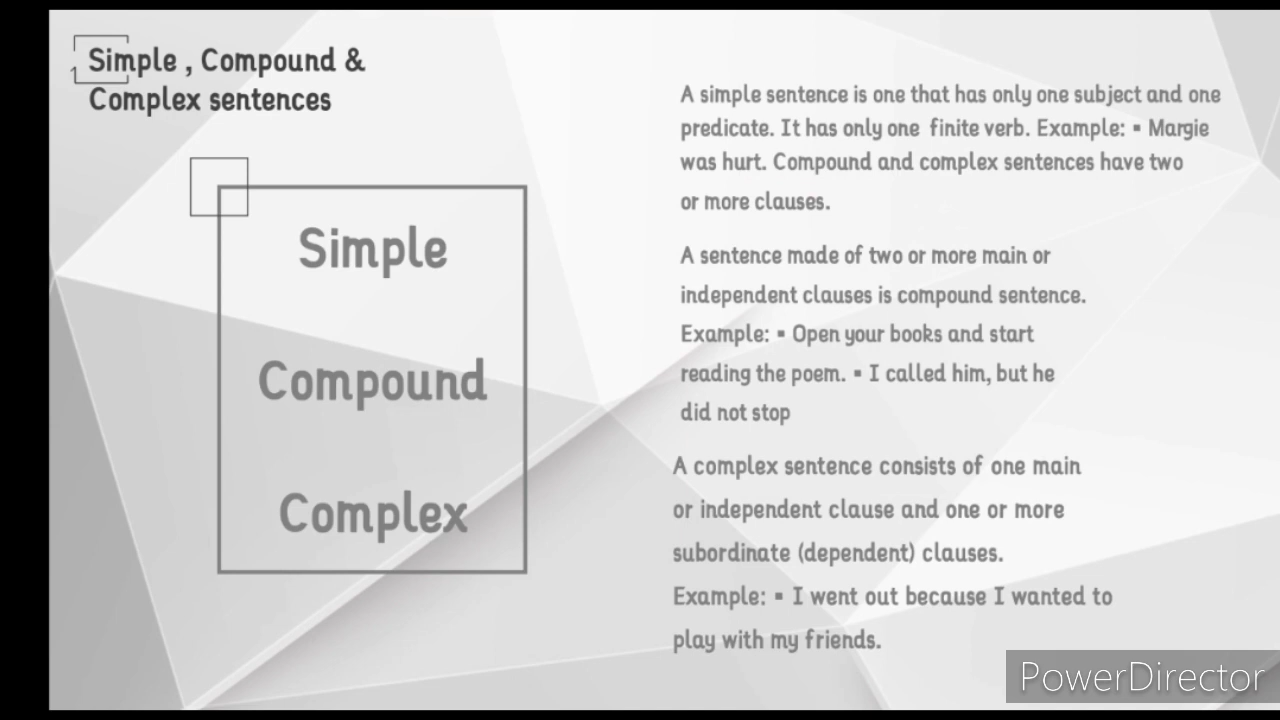 Simple , Compound &
Complex sentences
1
Simple
Compound
Complex
A simple sentence is one that has only one subject and one
predicate. It has only one finite verb. Example: ▪ Margie
was hurt. Compound and complex sentences have two
or more clauses.
A sentence made of two or more main or
independent clauses is compound sentence.
Example: ▪ Open your books and start
reading the poem. ▪ I called him, but he
did not stop
A complex sentence consists of one main
or independent clause and one or more
subordinate (dependent) clauses.
Example: ▪ I went out because I wanted to
play with my friends.
PowerDirector